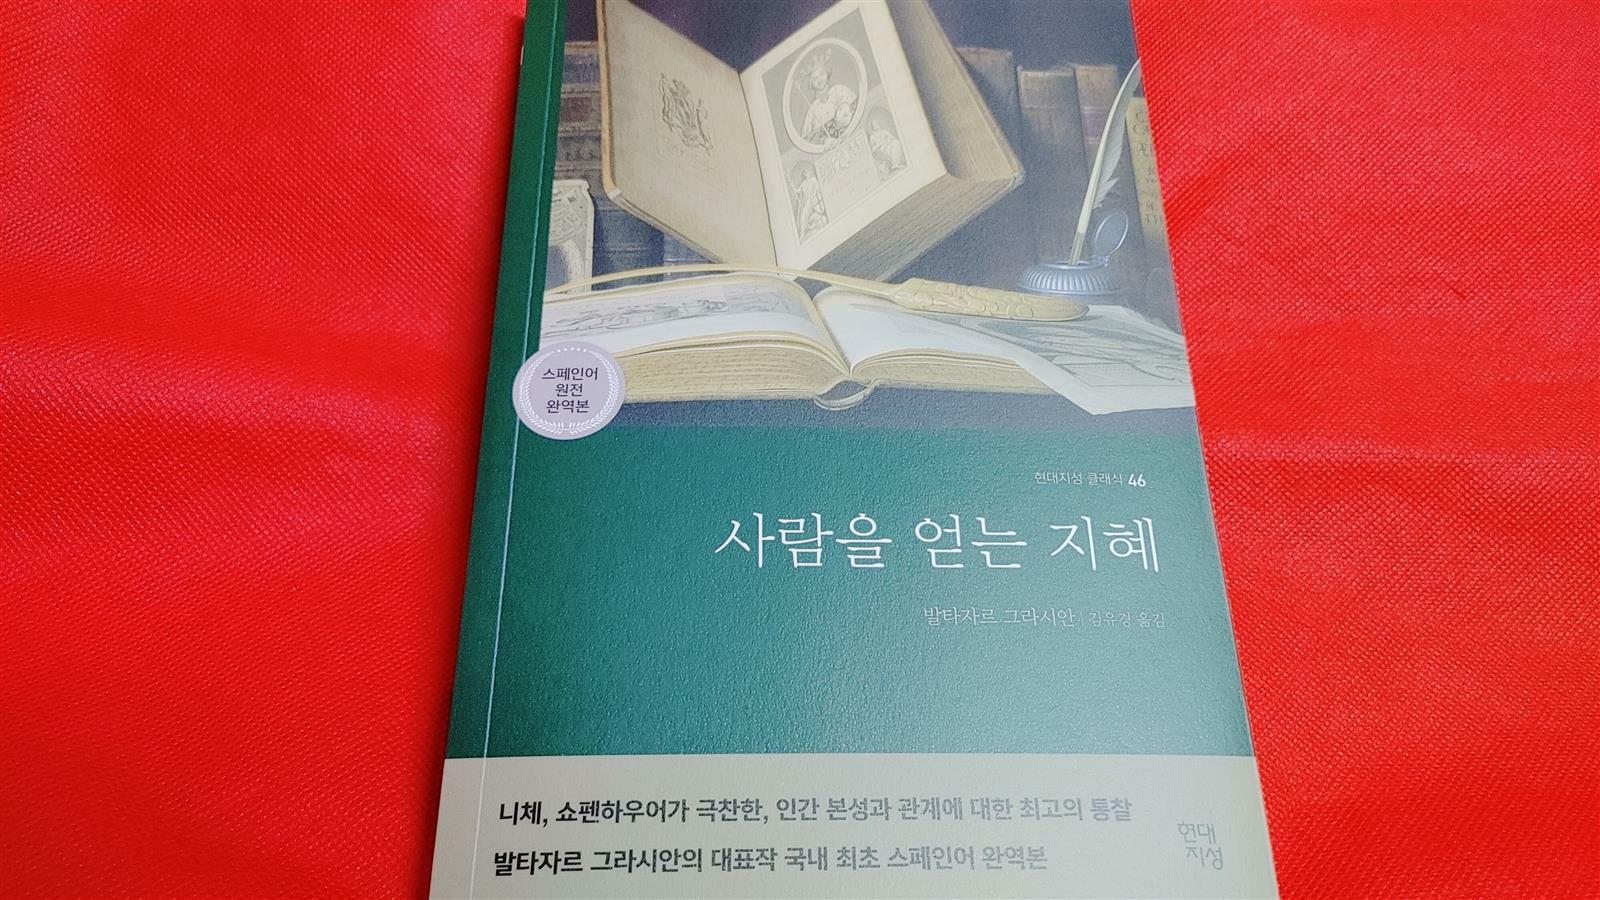 스페인어
원전
완역본
현대지성 클래식 46
사람을 얻는 지혜
발타자르 그라시안 | 김유경 옮김
니체, 쇼펜하우어가 극찬한, 인간 본성과 관계에 대한 최고의 통찰
발타자르 그라시안의 대표작 국내 최초 스페인어 완역본
현대
지성